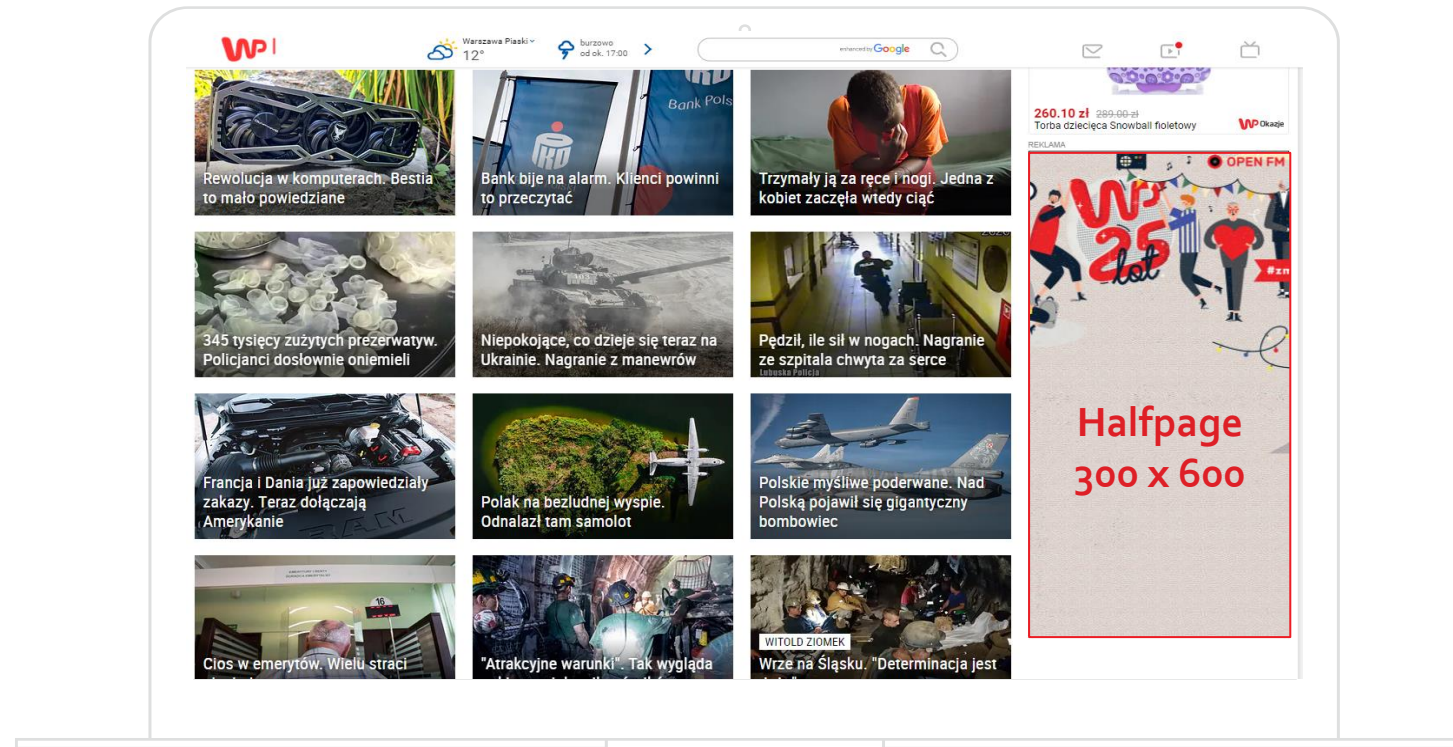 WP
Warszawa Piaski
12°
burzowo
od ok. 17:00
enhanced by Google
Rewolucja w komputerach. Bestia
to mało powiedziane
Bank Pols
Bank bije na alarm. Klienci powinni
to przeczytać
Trzymały ją za ręce i nogi. Jedna z
kobiet zaczęła wtedy ciąć
260.10 zł 289.00 zł
Torba dziecięca Snowball fioletowy
WP Okazje
REKLAMA
OPEN FM
WP
25
lat
#zn
Halfpage
300 x 600
345 tysięcy zużytych prezerwatyw.
Policjanci dosłownie oniemieli
Niepokojące, co dzieje się teraz na
Ukrainie. Nagranie z manewrów
Pędził, ile sił w nogach. Nagranie
ze szpitala chwyta za serce
Lubuska Policja
Francja i Dania już zapowiedziały
zakazy. Teraz dołączają
Amerykanie
RAM
Polak na bezludnej wyspie.
Odnalazł tam samolot
Polskie myśliwe poderwane. Nad
Polską pojawił się gigantyczny
bombowiec
16
Cios w emerytów. Wielu straci
"Atrakcyjne warunki". Tak wygląda
WITOLD ZIOMEK
Wrze na Śląsku. "Determinacja jest